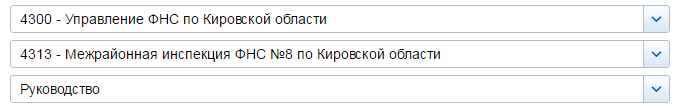 4300 - Управление ФНС по Кировской области
4313 - Межрайонная инспекция ФНС №8 по Кировской области
Руководство